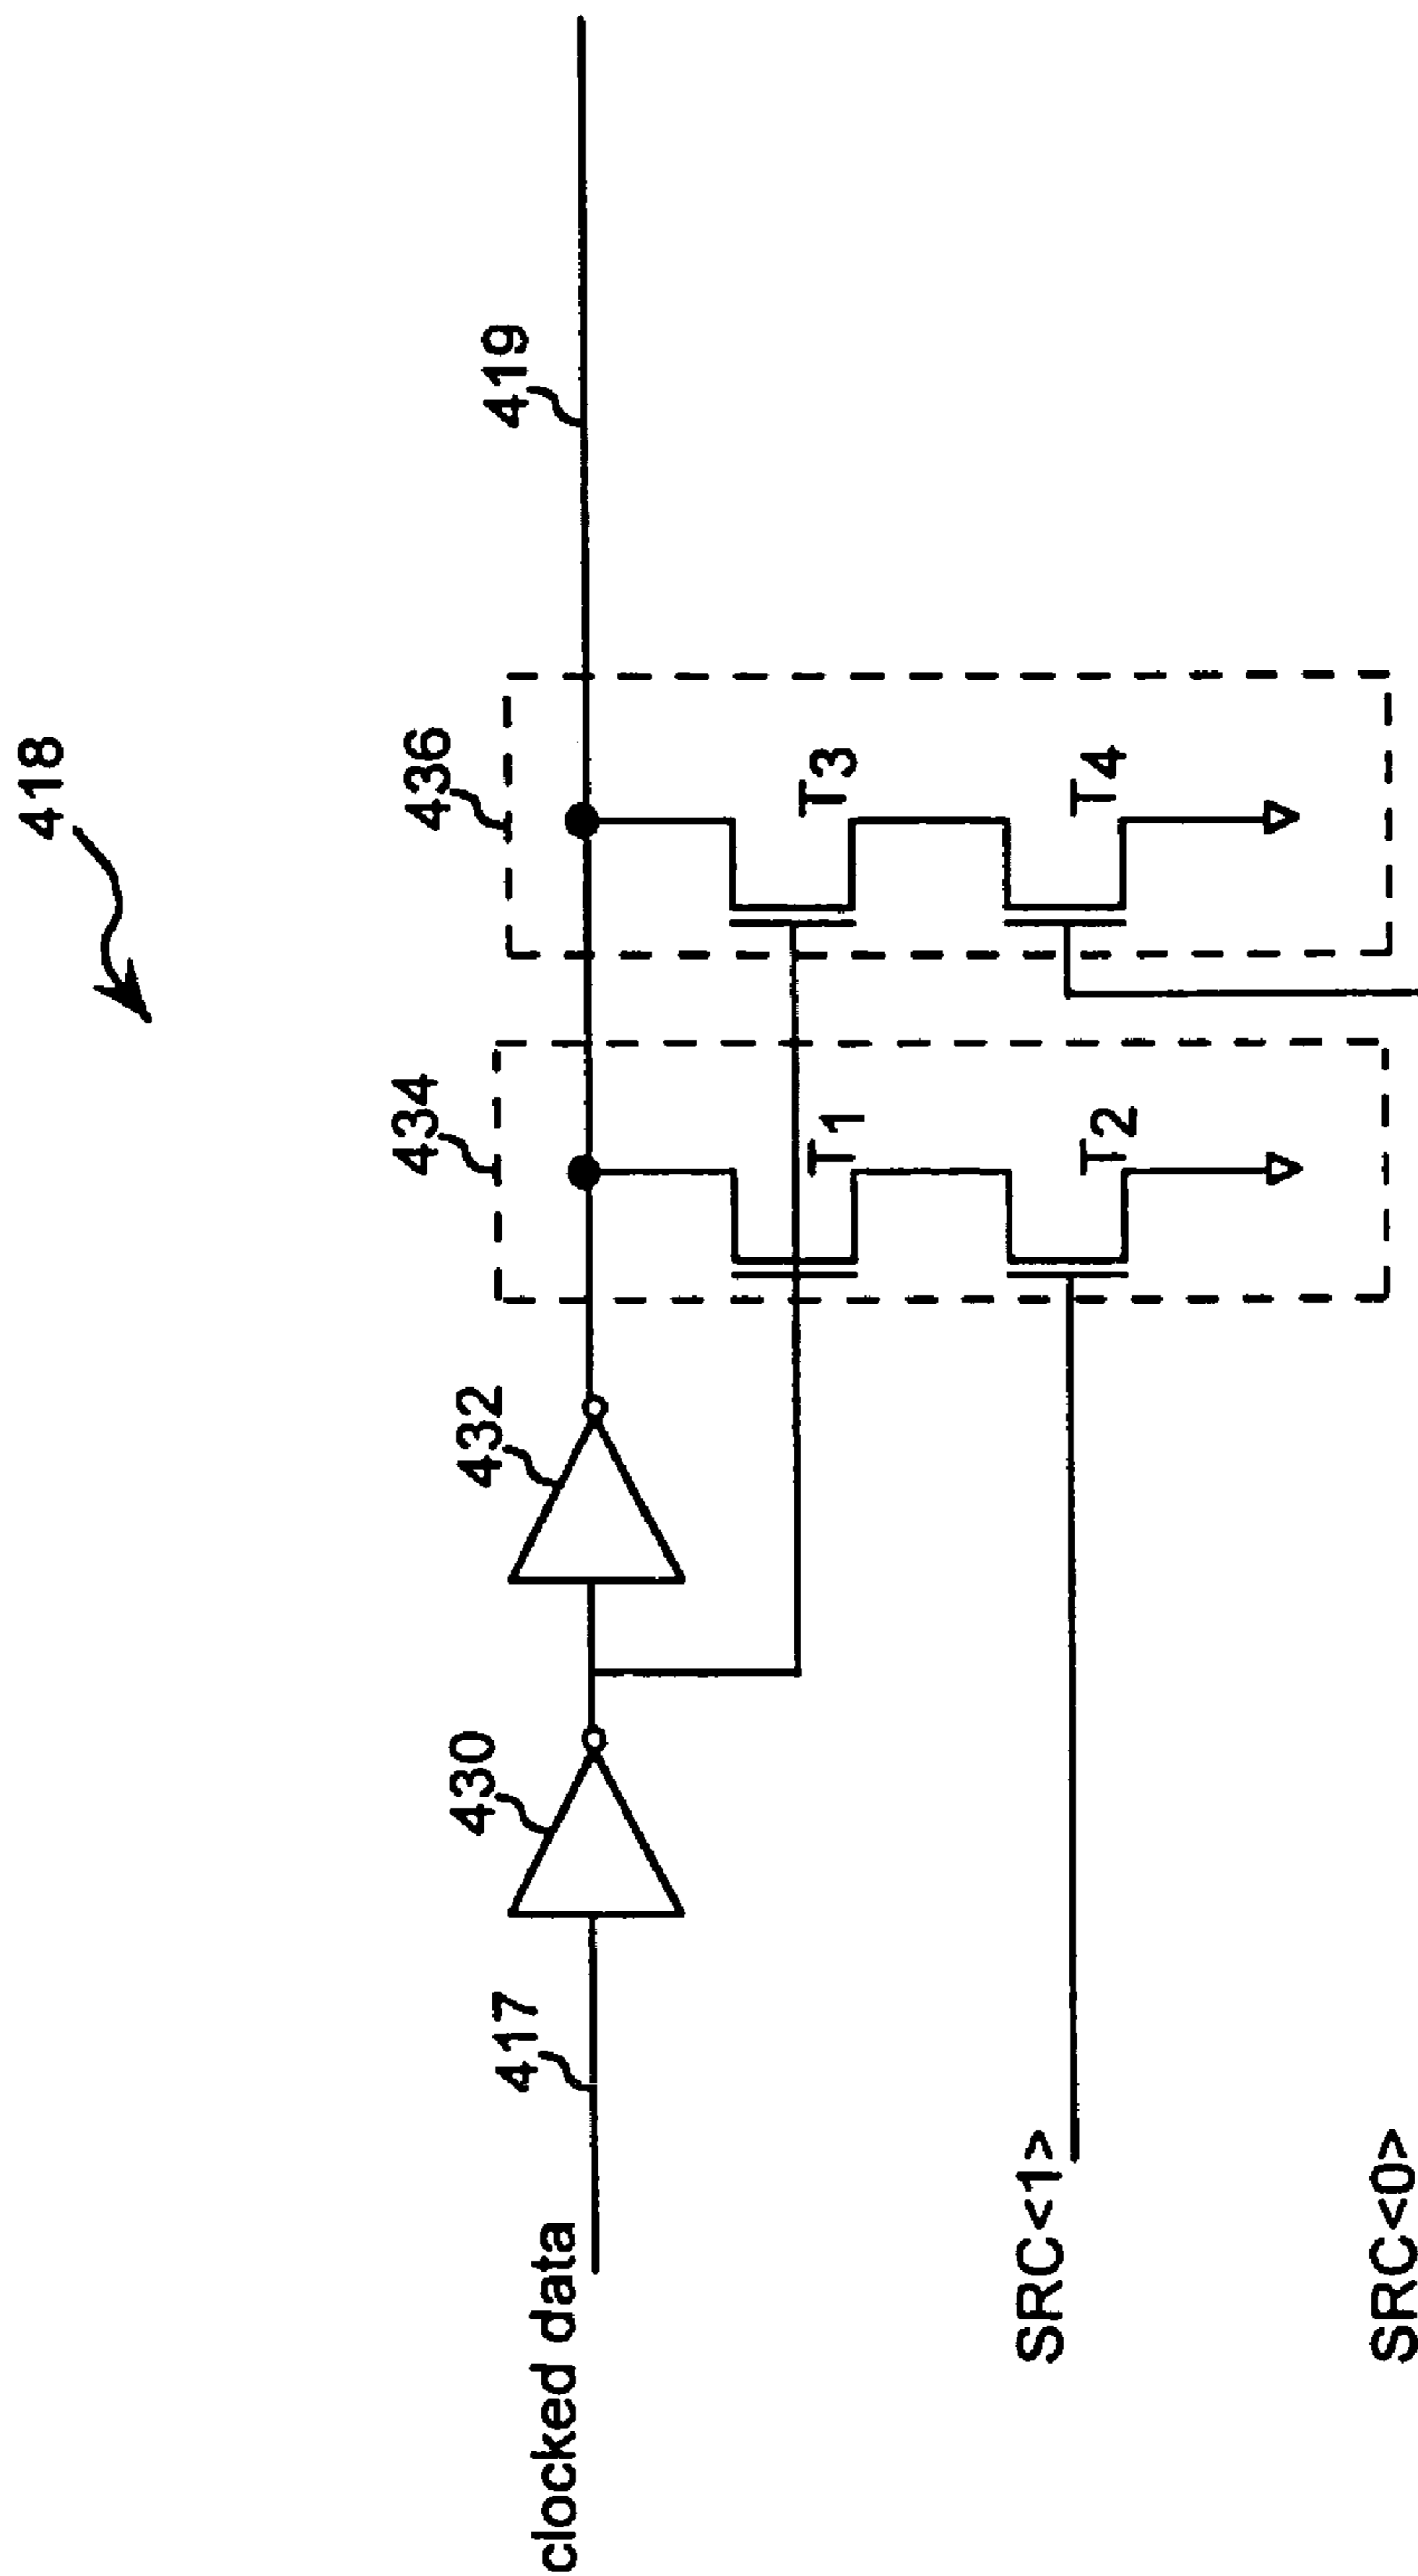 418
417
430
432
434
436
419
clocked data
T1
T3
T2
T4
SRC<1>
SRC<0>